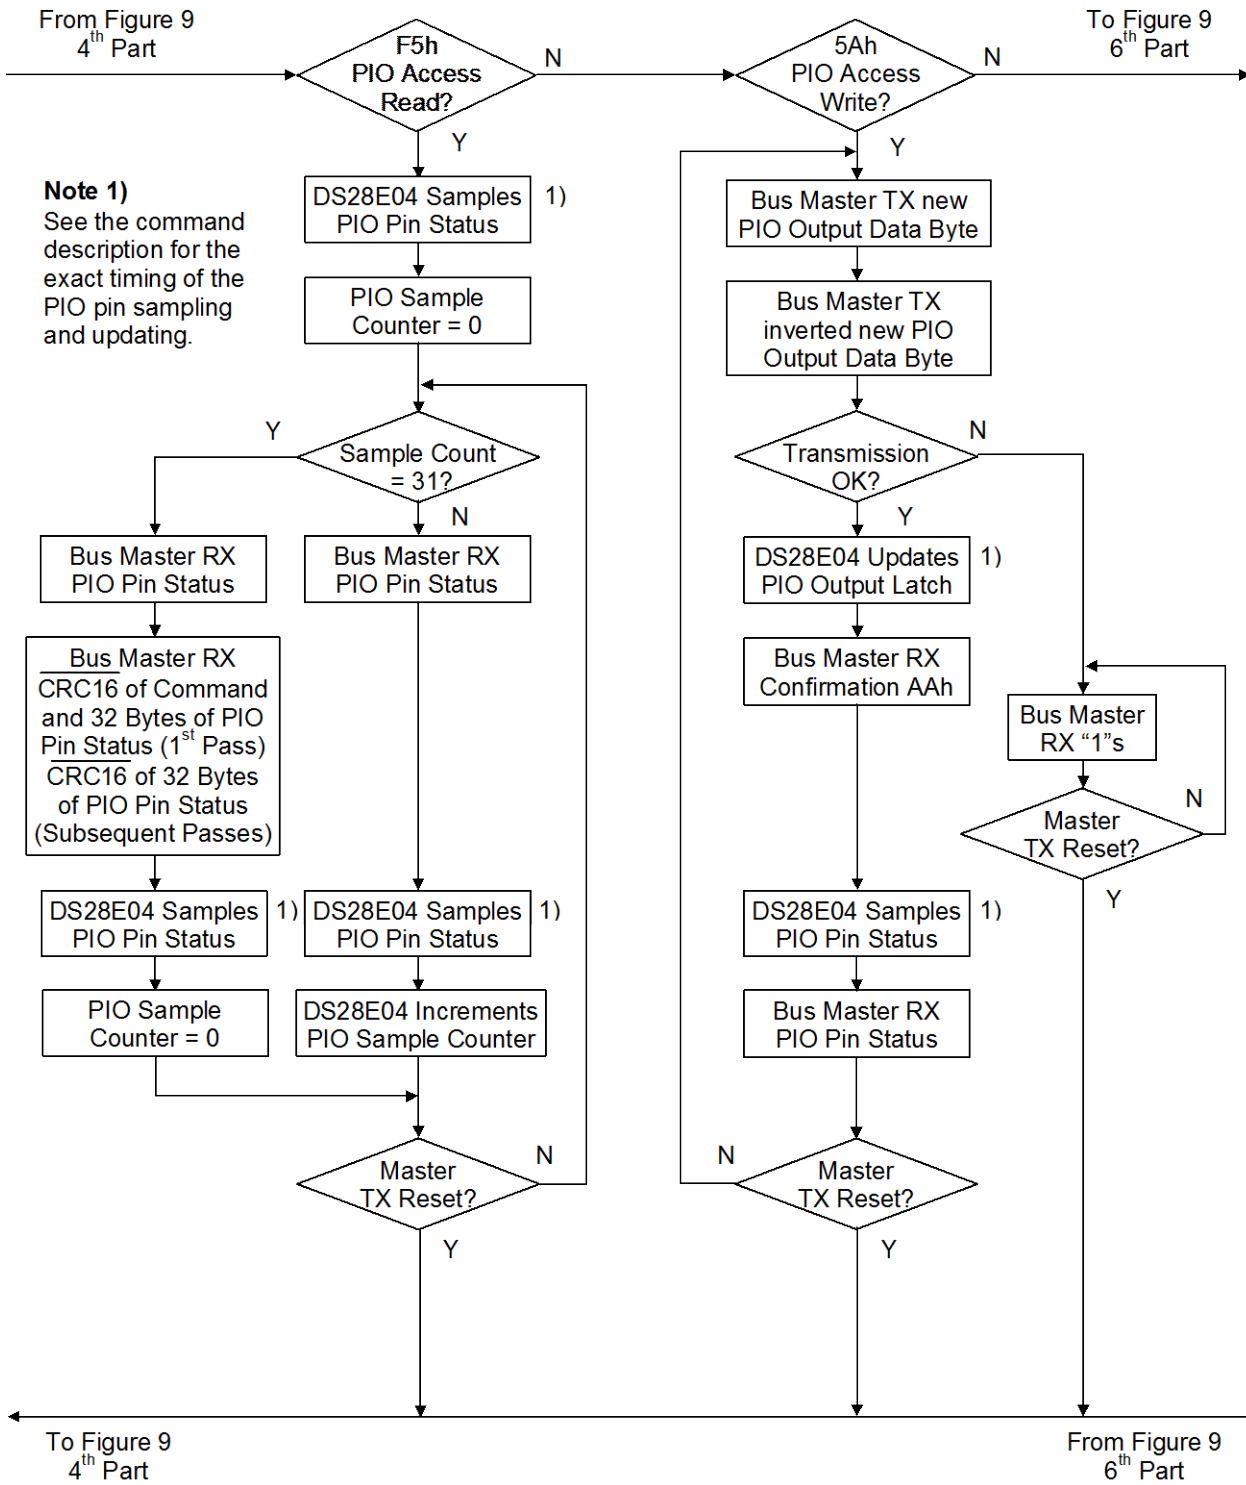 From Figure 9
4th Part
F5h
PIO Access
Read?
N
Y
5Ah
PIO Access
Write?
N
Y
To Figure 9
6th Part
Note 1)
See the command
description for the
exact timing of the
PIO pin sampling
and updating.
DS28E04 Samples
PIO Pin Status
1)
PIO Sample
Counter = 0
Sample Count
= 31?
Y
N
Bus Master RX
PIO Pin Status
Bus Master RX
CRC16 of Command
and 32 Bytes of PIO
Pin Status (1st Pass)
CRC16 of 32 Bytes
of PIO Pin Status
(Subsequent Passes)
DS28E04 Samples
PIO Pin Status
1)
PIO Sample
Counter = 0
Bus Master RX
PIO Pin Status
DS28E04 Samples
PIO Pin Status
1)
DS28E04 Increments
PIO Sample Counter
Master
TX Reset?
N
Y
Bus Master TX new
PIO Output Data Byte
Bus Master TX
inverted new PIO
Output Data Byte
Transmission
OK?
N
Y
DS28E04 Updates
PIO Output Latch
1)
Bus Master RX
Confirmation AAh
DS28E04 Samples
PIO Pin Status
1)
Bus Master RX
PIO Pin Status
Master
TX Reset?
N
Y
Bus Master
RX “1”s
Master
TX Reset?
N
Y
To Figure 9
4th Part
From Figure 9
6th Part